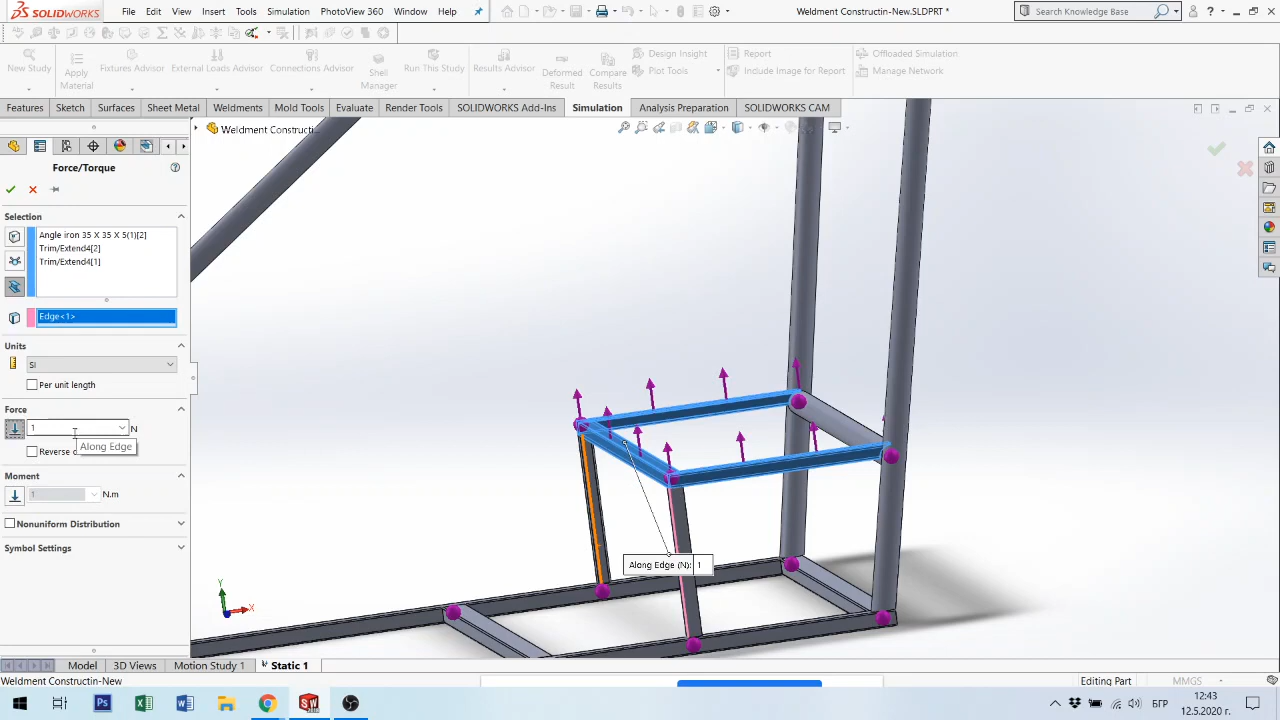 SOLIDWORKS File Edit View Insert Tools Simulation PhotoView 360 Window Help Weldment Constructin-New.SLDPRT * Search Knowledge Base
New Study Apply Material Fixtures Advisor External Loads Advisor Connections Advisor Shell Manager Run This Study Results Advisor Deformed Result Compare Results
Design Insight Report Offloaded Simulation
Plot Tools Include Image for Report Manage Network
Features Sketch Surfaces Sheet Metal Weldments Mold Tools Evaluate Render Tools SOLIDWORKS Add-Ins Simulation Analysis Preparation SOLIDWORKS CAM
Weldment Constructi...
Force/Torque
Selection
Angle iron 35 X 35 X 5(1)[2]
Trim/Extend4[2]
Trim/Extend4[1]
Edge<1>
Units
SI
Per unit length
Force
1 N
Along Edge
Reverse
Moment
1 N.m
Nonuniform Distribution
Symbol Settings
Along Edge (N): 1
Y
X
Model 3D Views Motion Study 1 Static 1
Weldment Constructin-New Editing Part MMGS
БГР 12:43
12.5.2020 г.